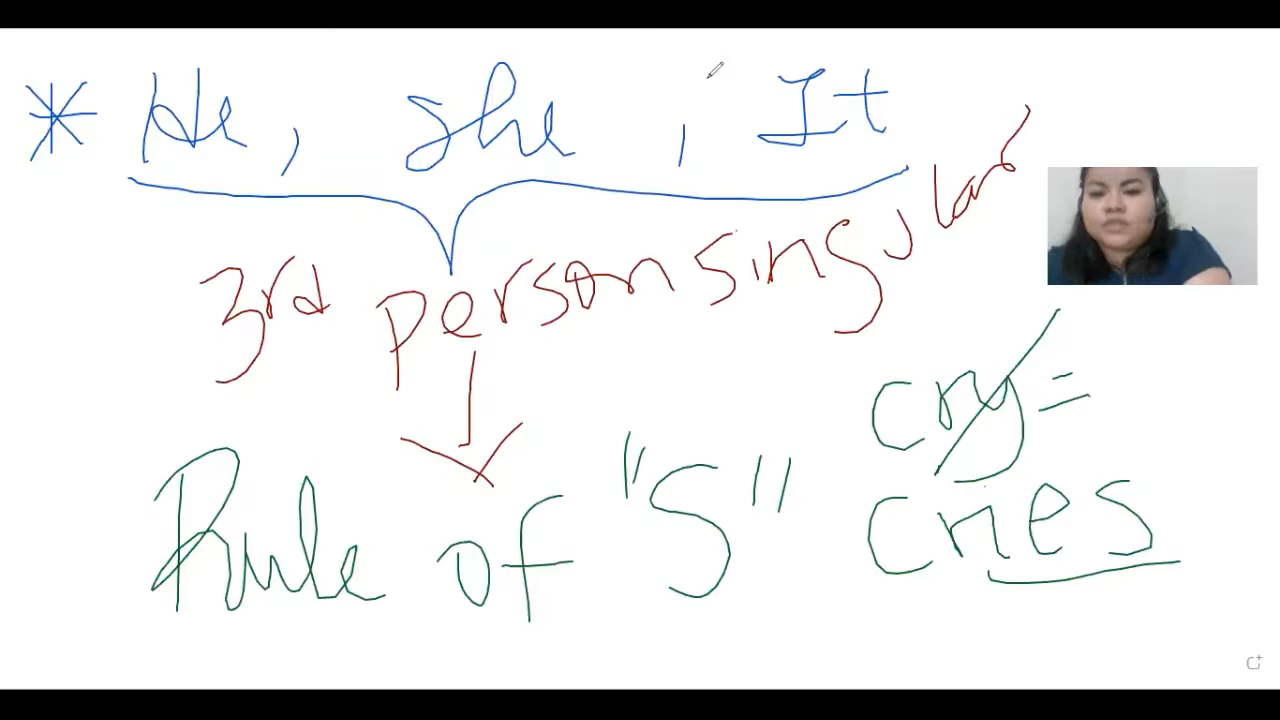 * He, she, It
3rd person singular
cry =
Rule of "S"
cries